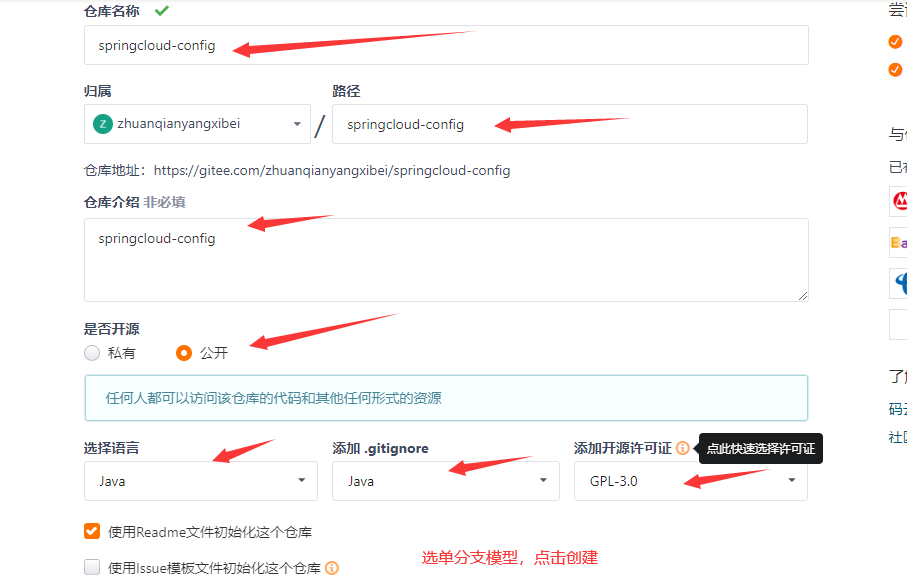 仓库名称
springcloud-config
归属 路径
Z zhuanqianyangxibei / springcloud-config
仓库地址：https://gitee.com/zhuanqianyangxibei/springcloud-config
仓库介绍 非必填
springcloud-config
是否开源
私有 公开
任何人都可以访问该仓库的代码和其他任何形式的资源
选择语言 添加 .gitignore 添加开源许可证 点此快速选择许可证
Java Java GPL-3.0
使用Readme文件初始化这个仓库
使用Issue模板文件初始化这个仓库
选单分支模型，点击创建
与
已
Ba
了
码
社